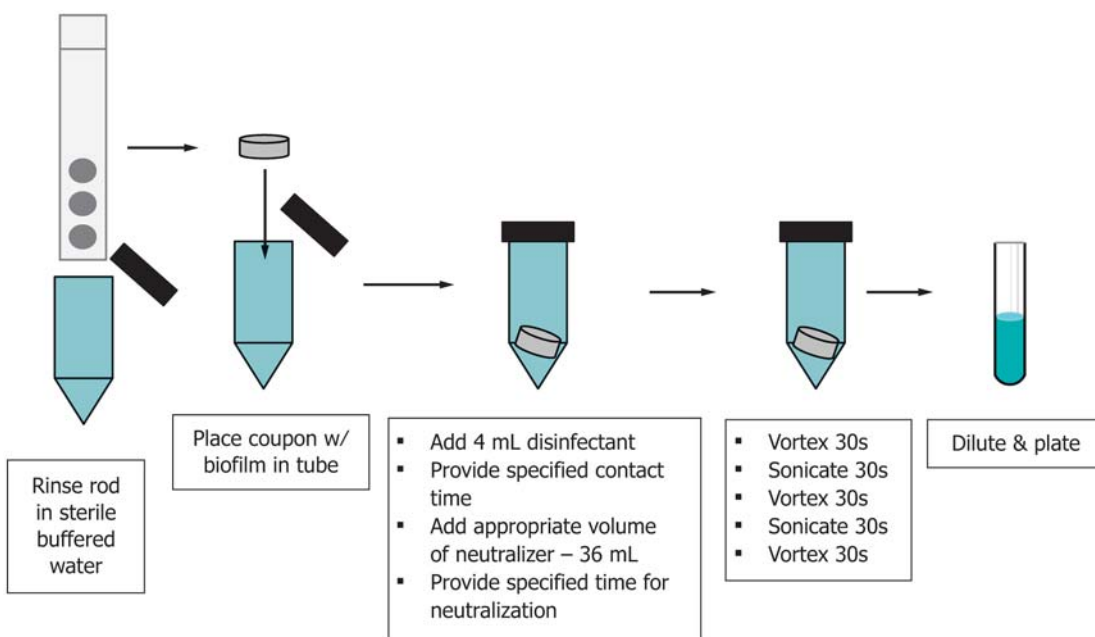 Rinse rod
in sterile
buffered
water
Place coupon w/
biofilm in tube
▪ Add 4 mL disinfectant
▪ Provide specified contact
time
▪ Add appropriate volume
of neutralizer – 36 mL
▪ Provide specified time for
neutralization
▪ Vortex 30s
▪ Sonicate 30s
▪ Vortex 30s
▪ Sonicate 30s
▪ Vortex 30s
Dilute & plate